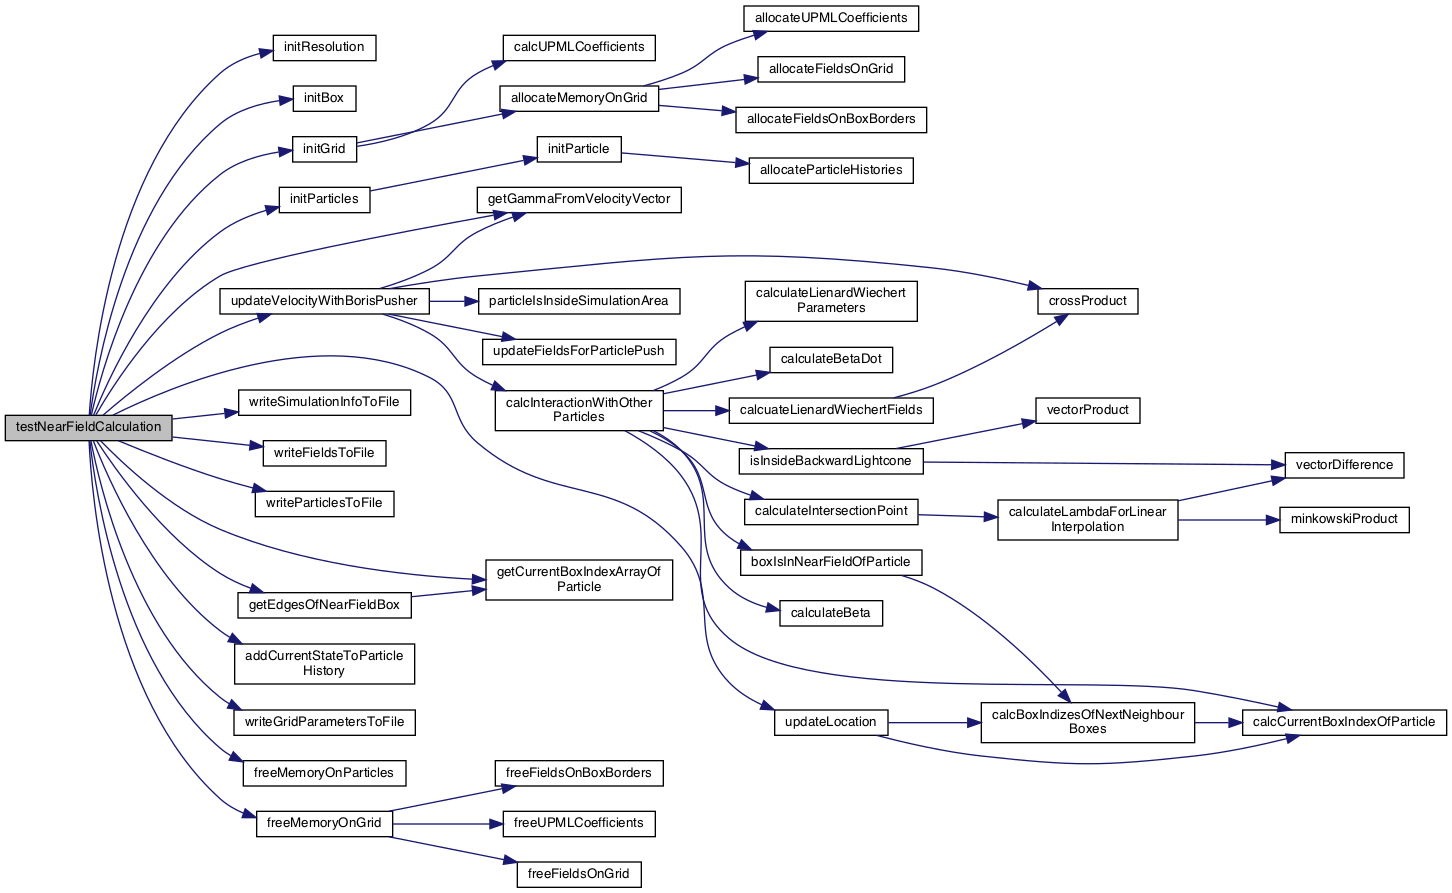 allocateUPMLCoefficients
initResolution
calcUPMLCoefficients
allocateFieldsOnGrid
initBox
allocateMemoryOnGrid
allocateFieldsOnBoxBorders
initGrid
initParticle
allocateParticleHistories
initParticles
getGammaFromVelocityVector
updateVelocityWithBorisPusher
particleIsInsideSimulationArea
calculateLienardWiechert
Parameters
crossProduct
updateFieldsForParticlePush
calculateBetaDot
writeSimulationInfoToFile
calcInteractionWithOther
Particles
calcuateLienardWiechertFields
vectorProduct
testNearFieldCalculation
writeFieldsToFile
isInsideBackwardLightcone
vectorDifference
writeParticlesToFile
calculateIntersectionPoint
calculateLambdaForLinear
Interpolation
minkowskiProduct
getCurrentBoxIndexArrayOf
Particle
boxIsInNearFieldOfParticle
getEdgesOfNearFieldBox
calculateBeta
addCurrentStateToParticle
History
writeGridParametersToFile
updateLocation
calcBoxIndizesOfNextNeighbour
Boxes
calcCurrentBoxIndexOfParticle
freeMemoryOnParticles
freeFieldsOnBoxBorders
freeMemoryOnGrid
freeUPMLCoefficients
freeFieldsOnGrid